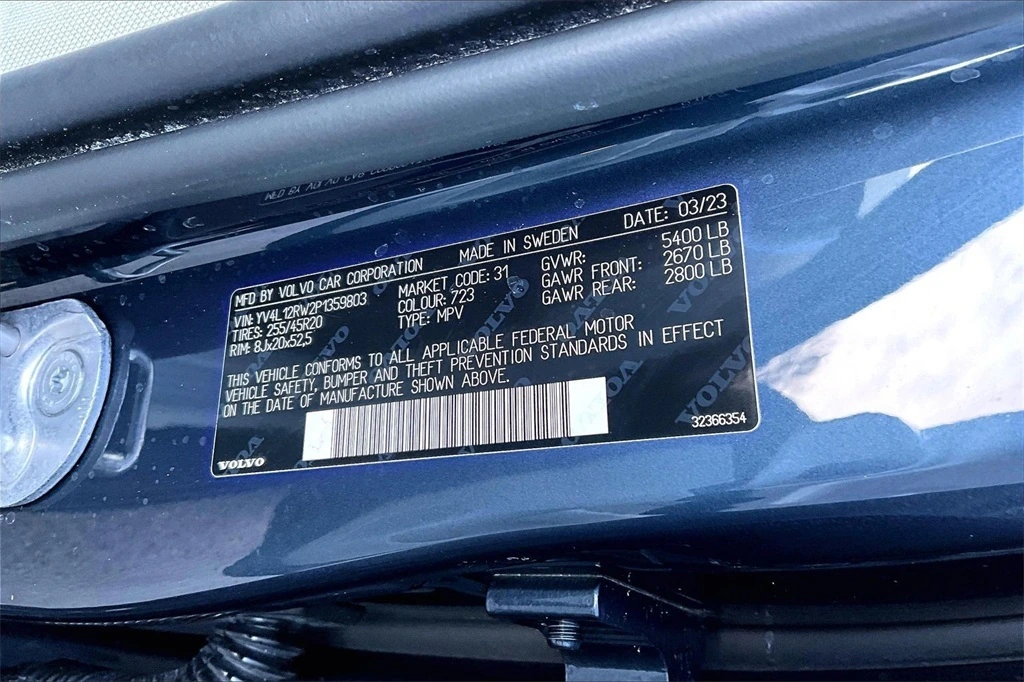 MFD BY VOLVO CAR CORPORATION MADE IN SWEDEN DATE: 03/23
VIN: YV4L12RW2P1359803 MARKET CODE: 31 GVWR: 5400 LB
TIRES: 255/45R20 COLOUR: 723 GAWR FRONT: 2670 LB
RIM: 8Jx20x52,5 TYPE: MPV GAWR REAR: 2800 LB
THIS VEHICLE CONFORMS TO ALL APPLICABLE FEDERAL MOTOR
VEHICLE SAFETY, BUMPER AND THEFT PREVENTION STANDARDS IN EFFECT
ON THE DATE OF MANUFACTURE SHOWN ABOVE.
VOLVO 32366354